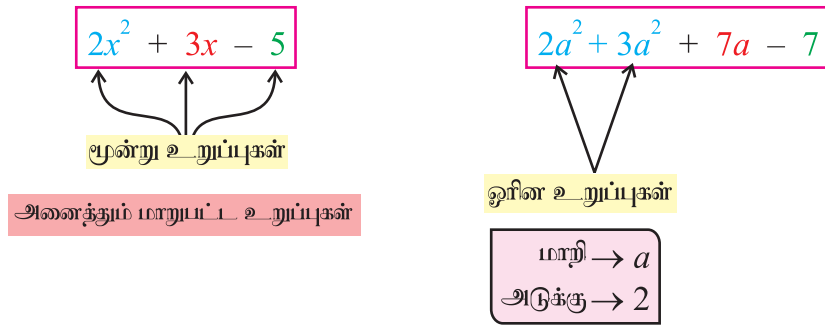 2x² + 3x – 5
மூன்று உறுப்புகள்
அனைத்தும் மாறுபட்ட உறுப்புகள்
2a² + 3a² + 7a – 7
ஓரின உறுப்புகள்
மாறி → a
அடுக்கு → 2